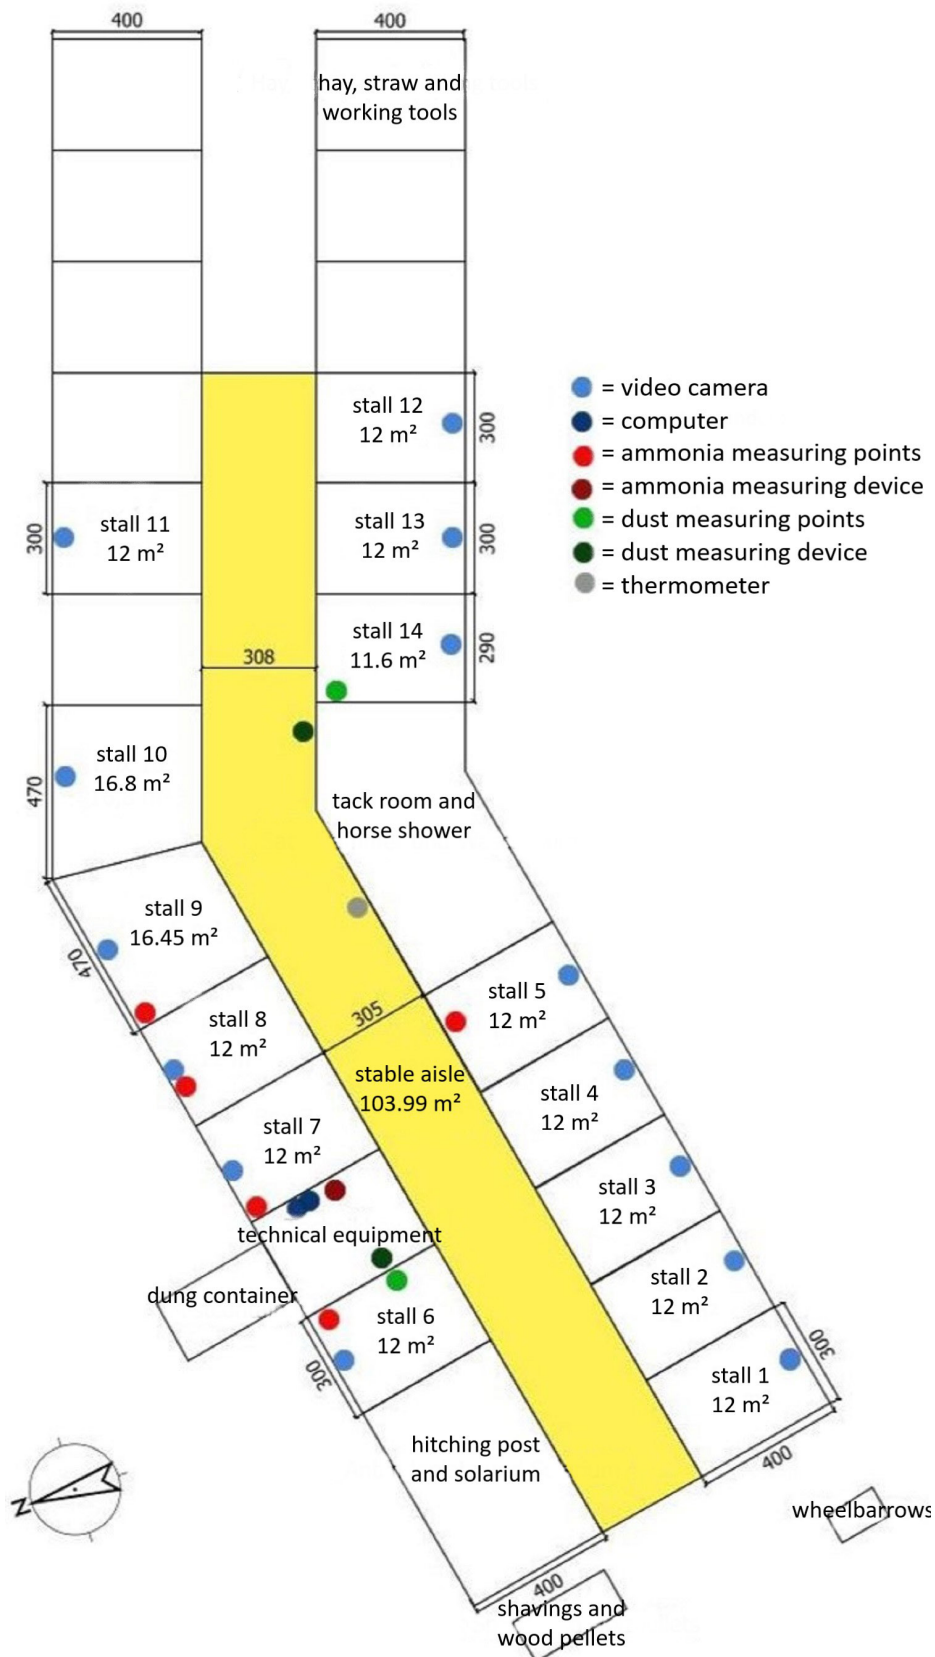 400
400
hay, straw and
working tools
stall 12
12 m²
300
= video camera
= computer
= ammonia measuring points
= ammonia measuring device
= dust measuring points
= dust measuring device
= thermometer
300
stall 11
12 m²
stall 13
12 m²
300
stall 14
11.6 m²
290
308
470
stall 10
16.8 m²
tack room and
horse shower
stall 9
16.45 m²
470
stall 8
12 m²
305
stall 5
12 m²
stable aisle
103.99 m²
stall 4
12 m²
stall 7
12 m²
stall 3
12 m²
technical equipment
stall 2
12 m²
dung container
stall 6
12 m²
300
stall 1
12 m²
300
hitching post
and solarium
400
N
wheelbarrows
400
shavings and
wood pellets